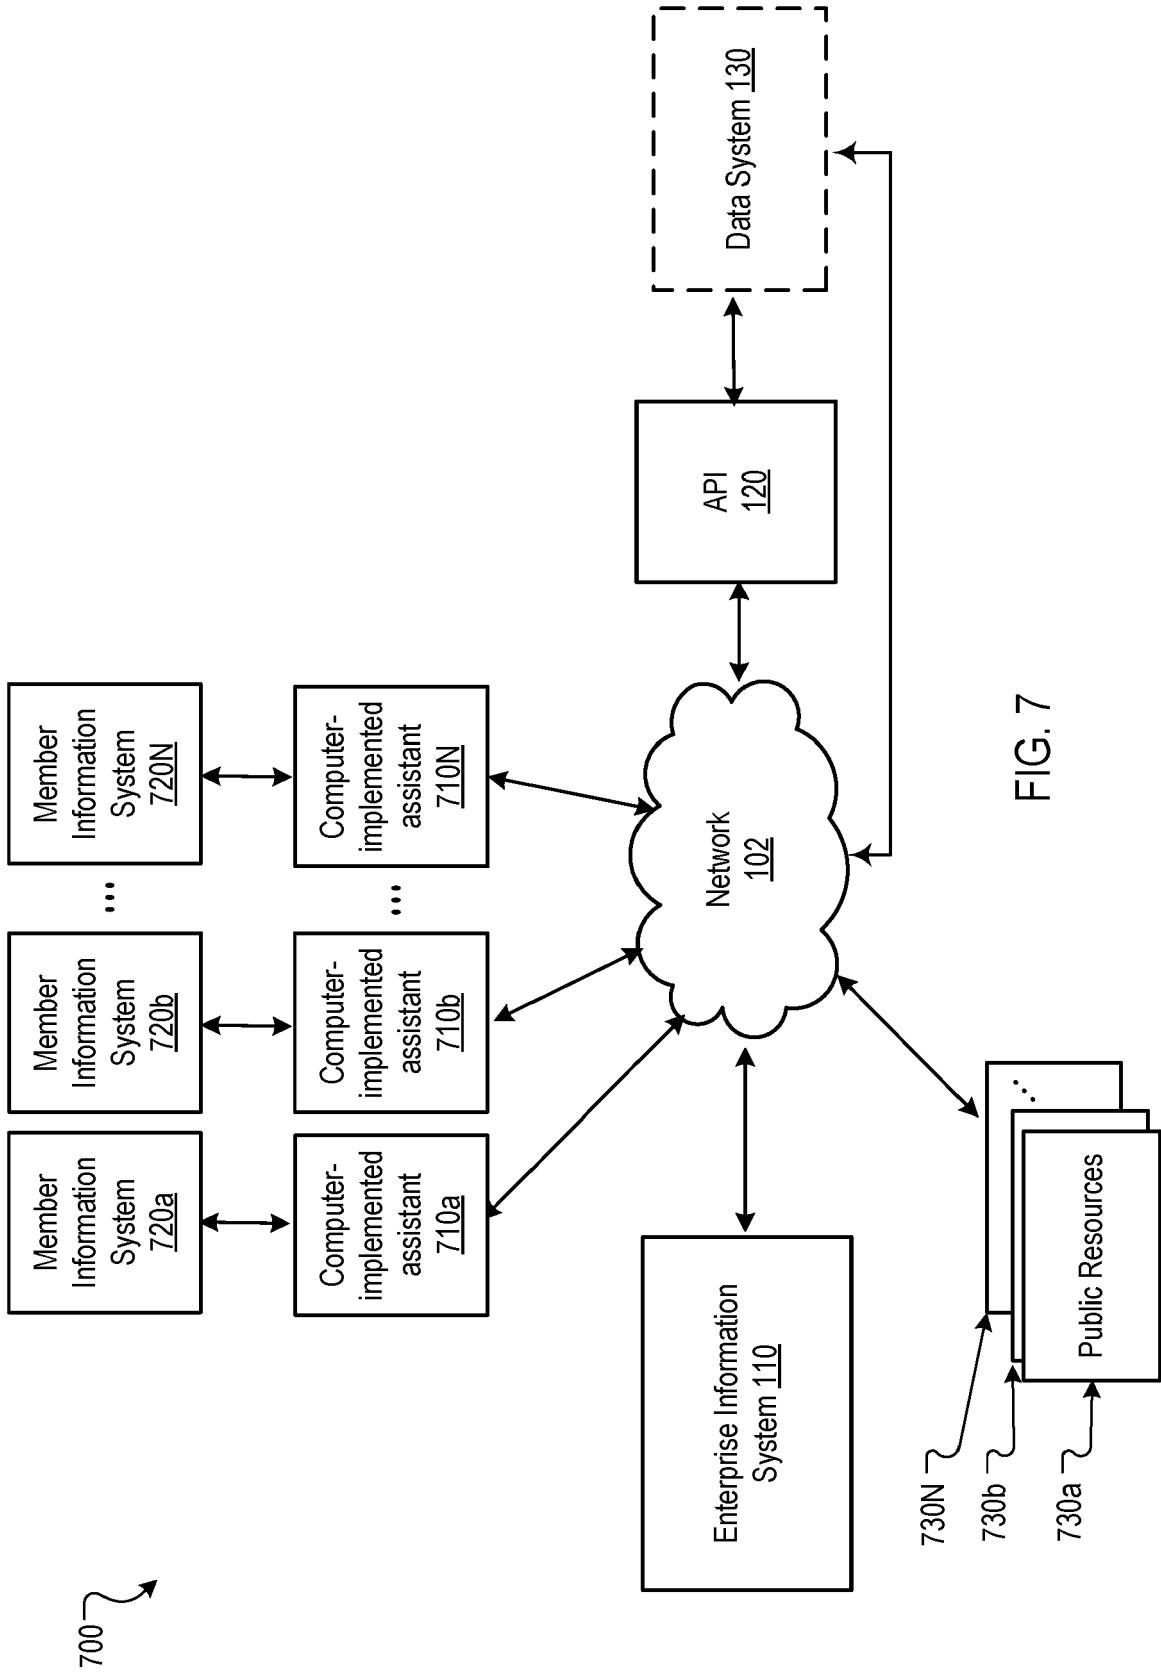 700
Member
Information
System
720a
Member
Information
System
720b
...
Member
Information
System
720N
Computer-
implemented
assistant
710a
Computer-
implemented
assistant
710b
...
Computer-
implemented
assistant
710N
Enterprise Information
System 110
Network
102
API
120
Data System 130
730N
730b
730a
...
Public Resources
FIG. 7